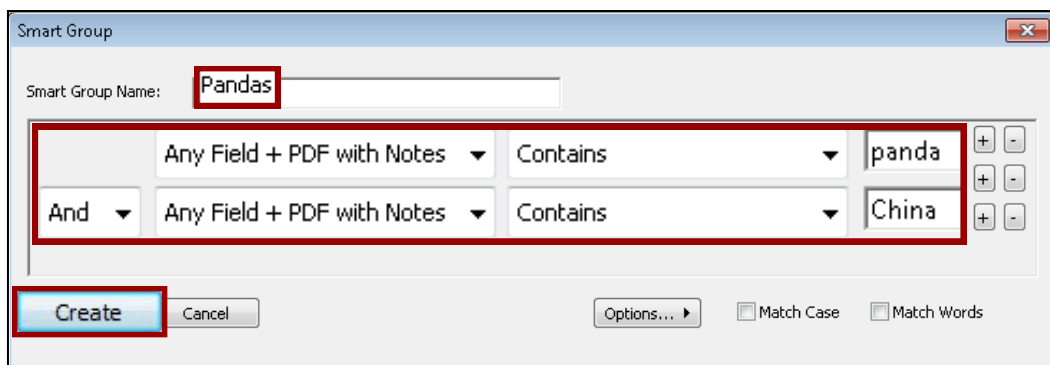 Smart Group
Smart Group Name: Pandas
Any Field + PDF with Notes Contains panda + -
+ -
And Any Field + PDF with Notes Contains China + -
Create Cancel Options... Match Case Match Words